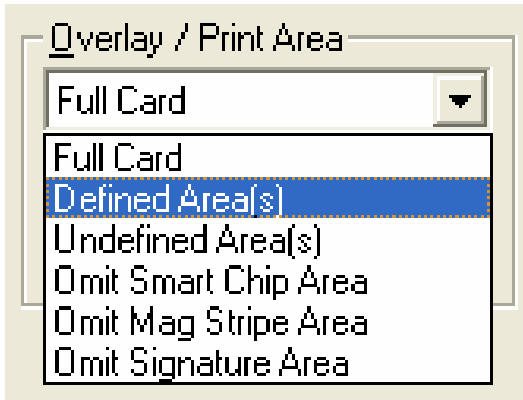 Overlay / Print Area
Full Card
Full Card
Defined Area(s)
Undefined Area(s)
Omit Smart Chip Area
Omit Mag Stripe Area
Omit Signature Area